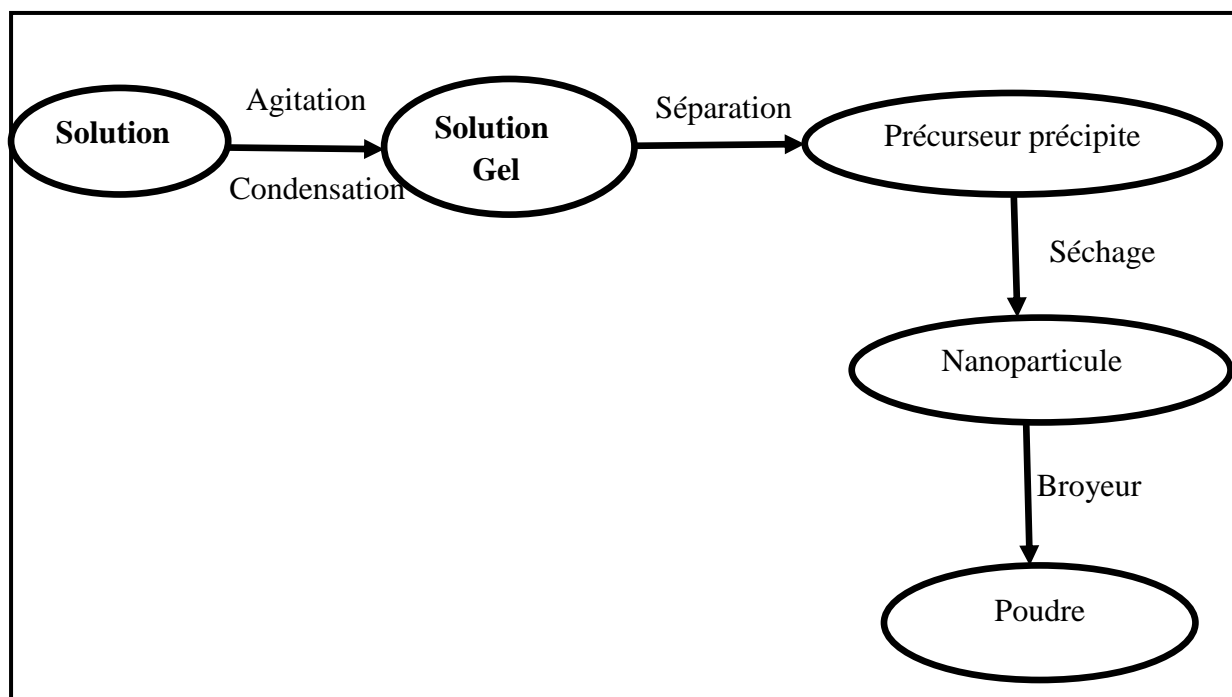 Solution
Agitation
Condensation
Solution
Gel
Séparation
Précurseur précipite
Séchage
Nanoparticule
Broyeur
Poudre